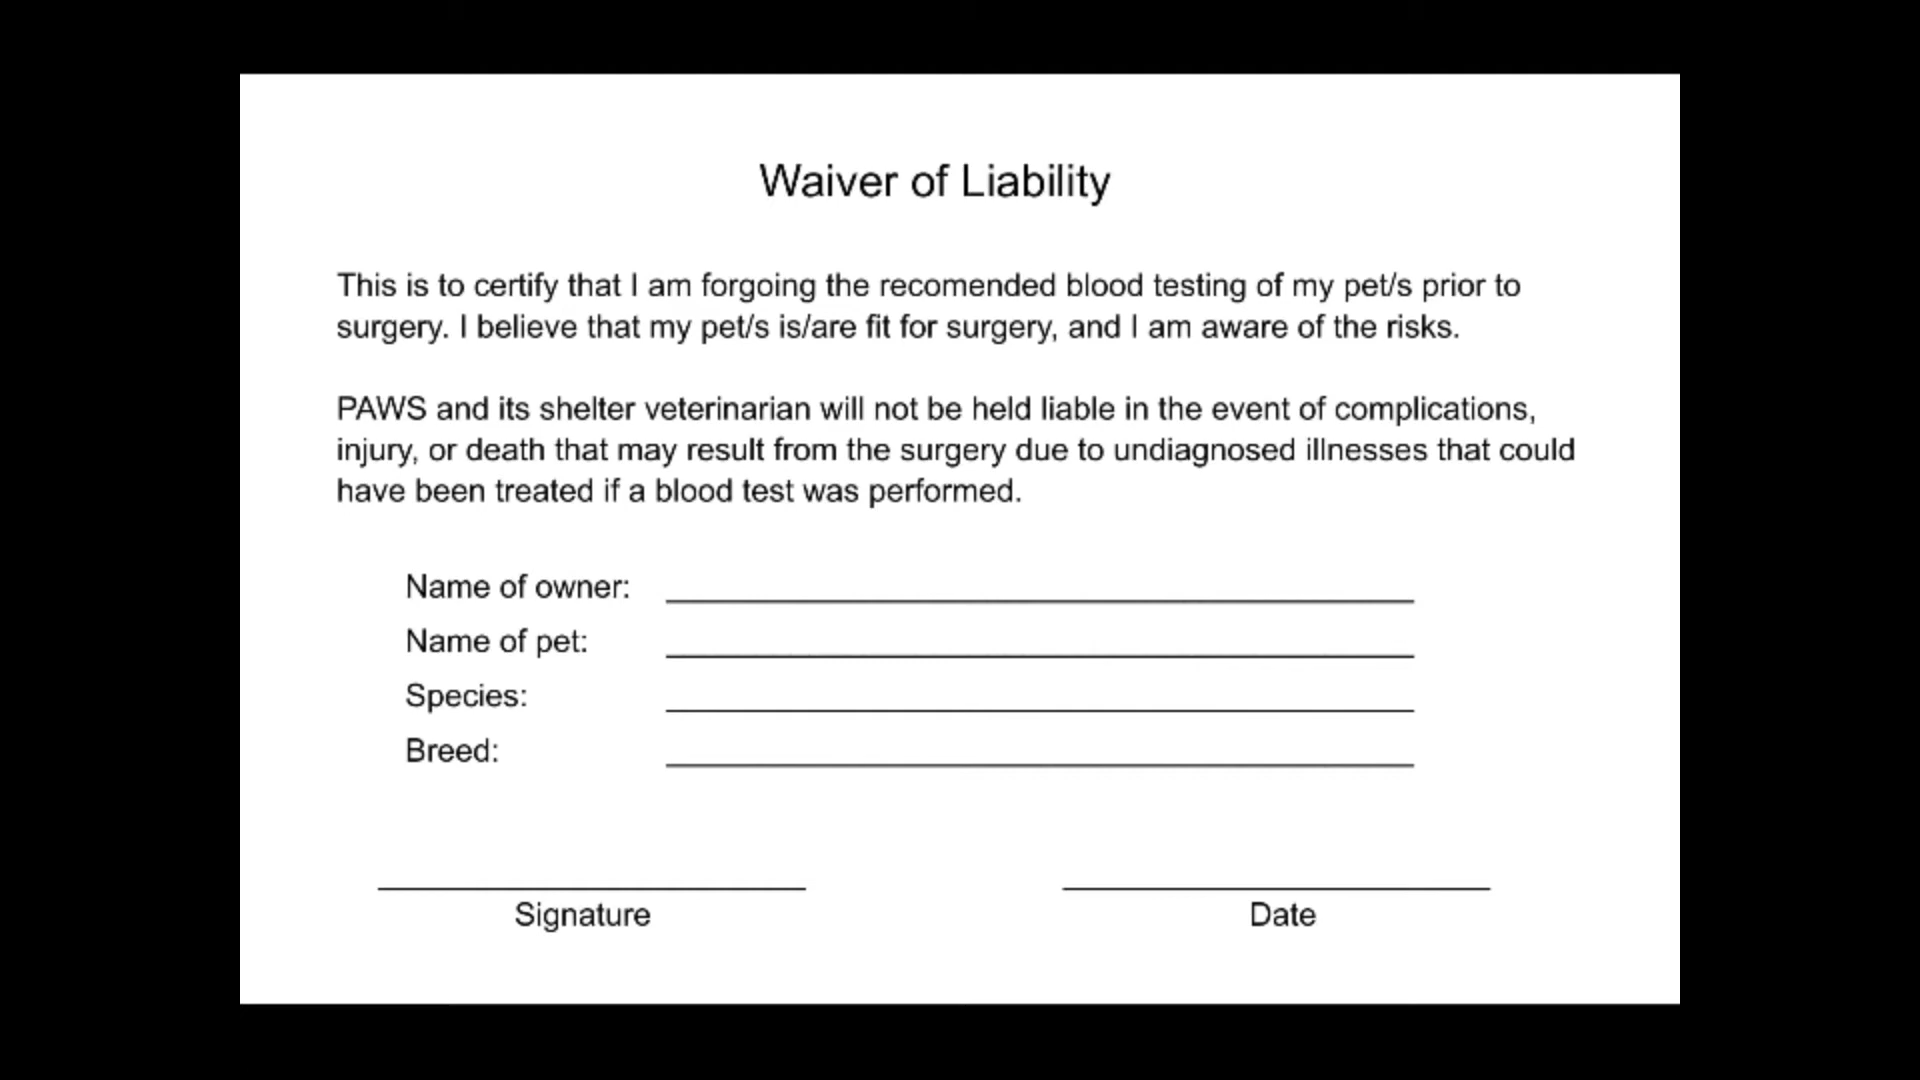 Waiver of Liability
This is to certify that I am forgoing the recomended blood testing of my pet/s prior to
surgery. I believe that my pet/s is/are fit for surgery, and I am aware of the risks.
PAWS and its shelter veterinarian will not be held liable in the event of complications,
injury, or death that may result from the surgery due to undiagnosed illnesses that could
have been treated if a blood test was performed.
Name of owner:
Name of pet:
Species:
Breed:
Signature Date